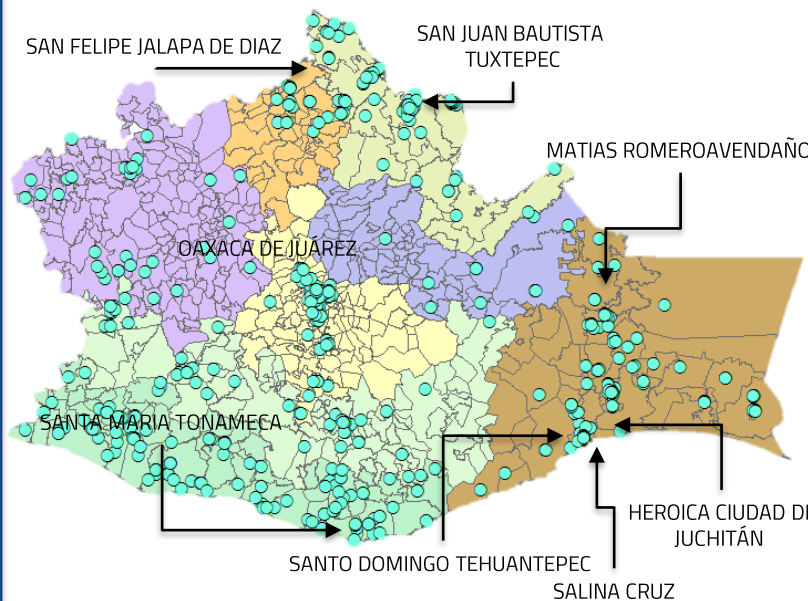 SAN FELIPE JALAPA DE DIAZ
SAN JUAN BAUTISTA
TUXTEPEC
MATIAS ROMEROAVENDAÑO
OAXACA DE JUÁREZ
SANTA MARIA TONAMECA
HEROICA CIUDAD DE
JUCHITÁN
SANTO DOMINGO TEHUANTEPEC
SALINA CRUZ